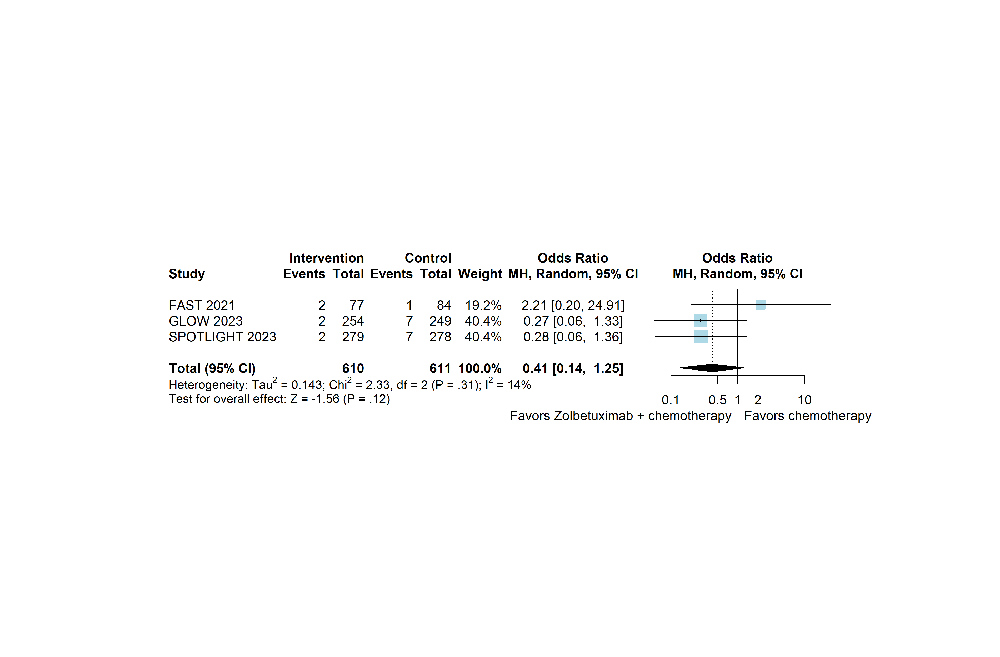 Intervention Control Odds Ratio Odds Ratio
Study Events Total Events Total Weight MH, Random, 95% CI MH, Random, 95% CI
FAST 2021 2 77 1 84 19.2% 2.21 [0.20, 24.91]
GLOW 2023 2 254 7 249 40.4% 0.27 [0.06, 1.33]
SPOTLIGHT 2023 2 279 7 278 40.4% 0.28 [0.06, 1.36]
Total (95% CI) 610 611 100.0% 0.41 [0.14, 1.25]
Heterogeneity: Tau² = 0.143; Chi² = 2.33, df = 2 (P = .31); I² = 14%
Test for overall effect: Z = -1.56 (P = .12)
0.1 0.5 1 2 10
Favors Zolbetuximab + chemotherapy Favors chemotherapy